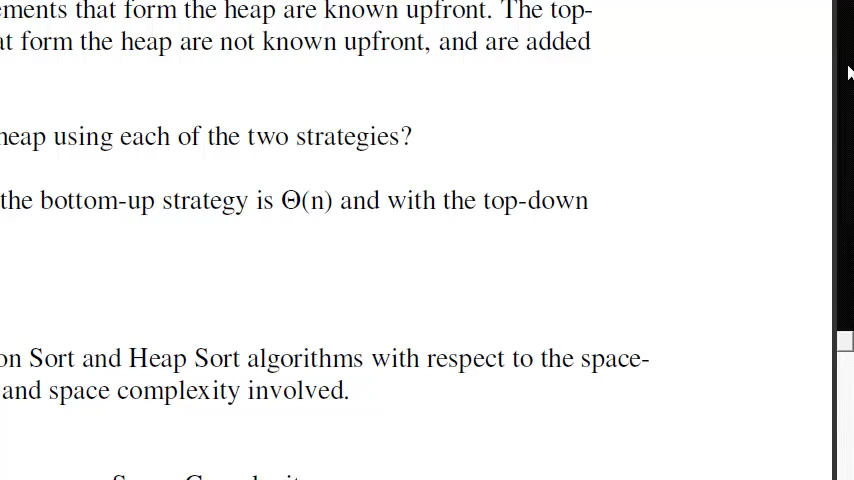 ements that form the heap are known upfront. The top-
at form the heap are not known upfront, and are added
heap using each of the two strategies?
the bottom-up strategy is Θ(n) and with the top-down
on Sort and Heap Sort algorithms with respect to the space-
and space complexity involved.
Space Complexity